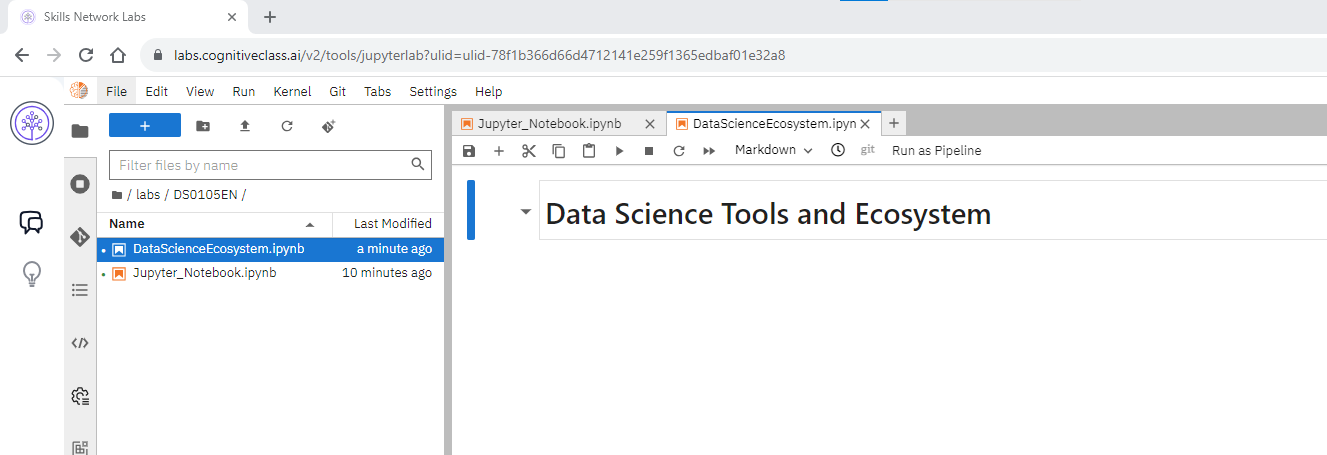 Skills Network Labs
labs.cognitiveclass.ai/v2/tools/jupyterlab?ulid=ulid-78f1b366d66d4712141e259f1365edbaf01e32a8
File Edit View Run Kernel Git Tabs Settings Help
Jupyter_Notebook.ipynb DataScienceEcosystem.ipyn
Markdown git Run as Pipeline
Filter files by name
/ labs / DS0105EN /
Name Last Modified
DataScienceEcosystem.ipynb a minute ago
Jupyter_Notebook.ipynb 10 minutes ago
Data Science Tools and Ecosystem